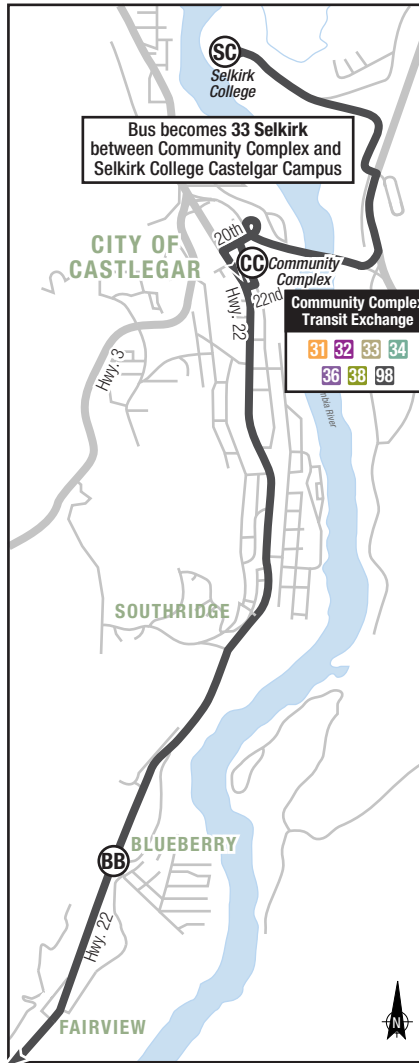 SC
Selkirk
College
Bus becomes 33 Selkirk
between Community Complex and
Selkirk College Castelgar Campus
20th
CITY OF
CASTLEGAR
CC
Community
Complex
22nd
Hwy. 22
Community Complex
Transit Exchange
31 32 33 34
36 38 98
Hwy. 3
mbia River
SOUTHRIDGE
BLUEBERRY
BB
Hwy. 22
FAIRVIEW
N